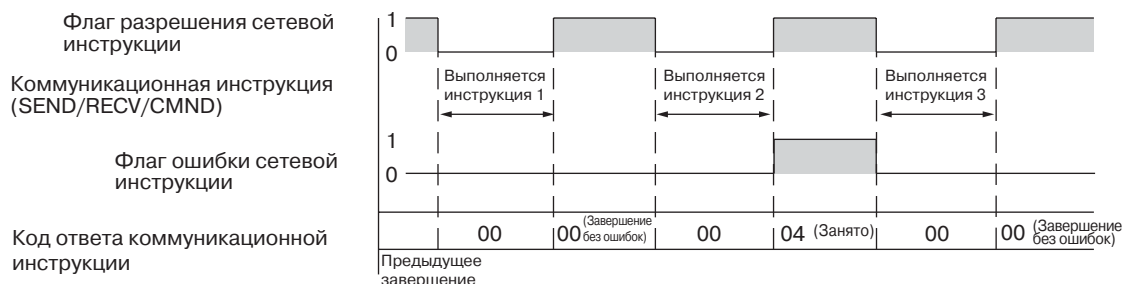 Флаг разрешения сетевой
инструкции
1
0
Коммуникационная инструкция
(SEND/RECV/CMND)
Выполняется
инструкция 1
Выполняется
инструкция 2
Выполняется
инструкция 3
Флаг ошибки сетевой
инструкции
1
0
Код ответа коммуникационной
инструкции
00
00 (Завершение
без ошибок)
00
04 (Занято)
00
00 (Завершение
без ошибок)
Предыдущее
завершение